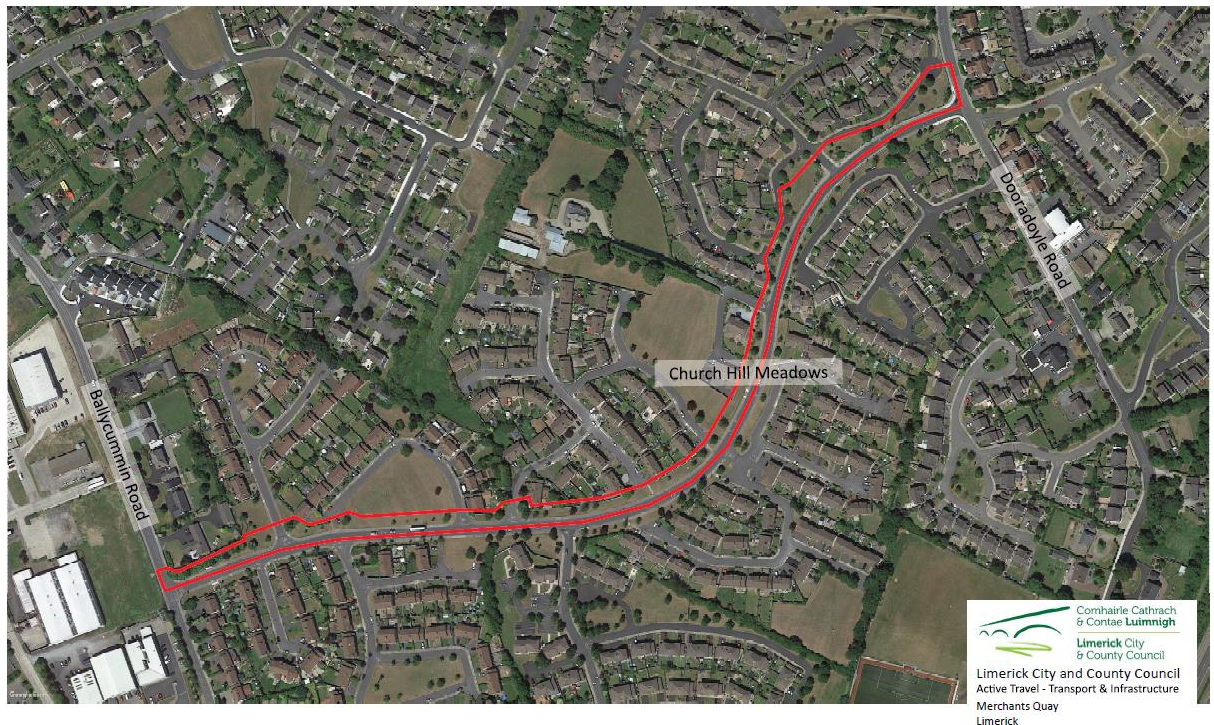 Dooradoyle Road
Church Hill Meadows
Ballycummin Road
Comhairle Cathrach
& Contae Luimnigh
Limerick City
& County Council
Limerick City and County Council
Active Travel - Transport & Infrastructure
Merchants Quay
Limerick